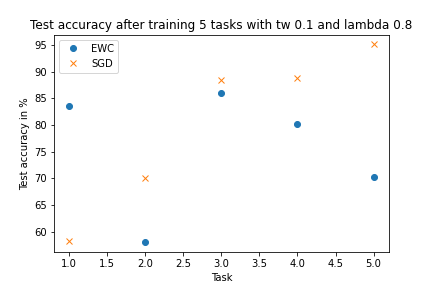 Test accuracy after training 5 tasks with tw 0.1 and lambda 0.8
EWC
SGD
Test accuracy in %
95
90
85
80
75
70
65
60
1.0 1.5 2.0 2.5 3.0 3.5 4.0 4.5 5.0
Task